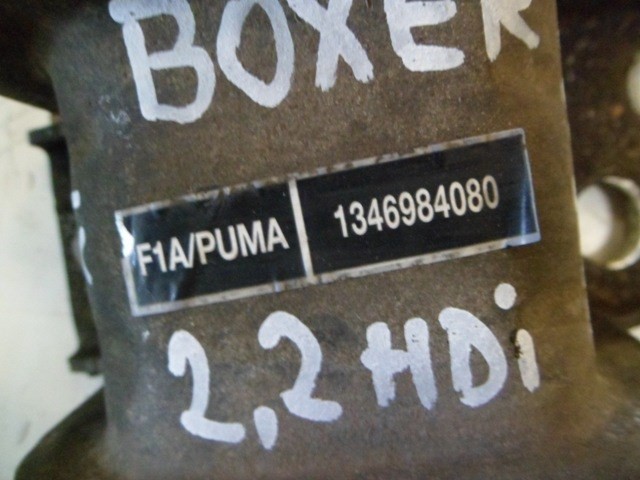 BOXER
F1A/PUMA 1346984080
2,2 HDi